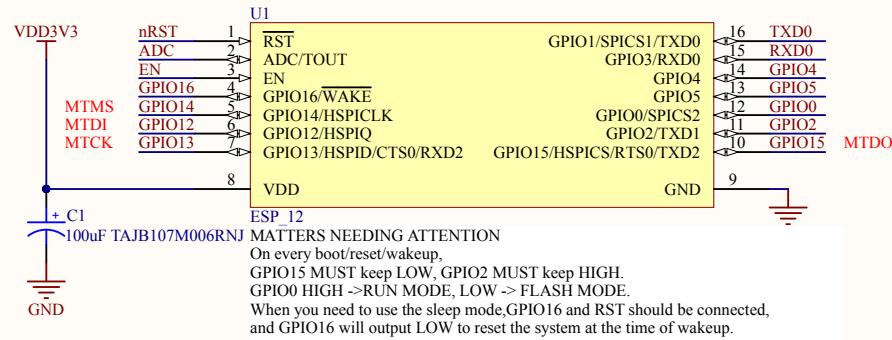 U1
VDD3V3
nRST 1 RST GPIO1/SPICS1/TXD0 16 TXD0
ADC 2 ADC/TOUT GPIO3/RXD0 15 RXD0
EN 3 EN GPIO4 14 GPIO4
GPIO16 4 GPIO16/WAKE GPIO5 13 GPIO5
MTMS GPIO14 5 GPIO14/HSPICLK GPIO0/SPICS2 12 GPIO0
MTDI GPIO12 6 GPIO12/HSPIQ GPIO2/TXD1 11 GPIO2
MTCK GPIO13 7 GPIO13/HSPID/CTS0/RXD2 GPIO15/HSPICS/RTS0/TXD2 10 GPIO15 MTDO
8 VDD GND 9
+ C1
100uF TAJB107M006RNJ
GND
ESP_12
MATTERS NEEDING ATTENTION
On every boot/reset/wakeup,
GPIO15 MUST keep LOW, GPIO2 MUST keep HIGH.
GPIO0 HIGH ->RUN MODE, LOW -> FLASH MODE.
When you need to use the sleep mode,GPIO16 and RST should be connected,
and GPIO16 will output LOW to reset the system at the time of wakeup.